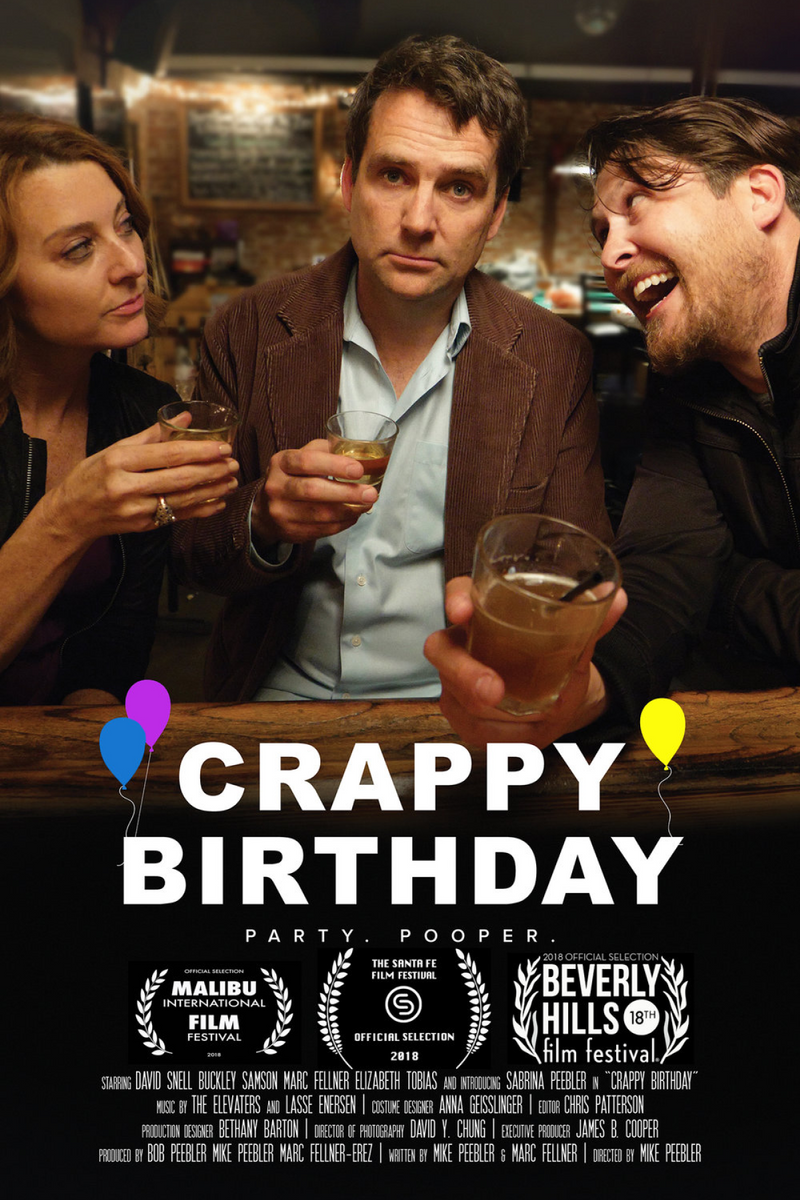 CRAPPY
BIRTHDAY
PARTY. POOPER.
OFFICIAL SELECTION
MALIBU
INTERNATIONAL
FILM
FESTIVAL
2018
THE SANTA FE
FILM FESTIVAL
S
OFFICIAL SELECTION
2018
2018 OFFICIAL SELECTION
BEVERLY
HILLS 18TH
film festival
STARRING DAVID SNELL BUCKLEY SAMSON MARC FELLNER ELIZABETH TOBIAS AND INTRODUCING SABRINA PEEBLER IN "CRAPPY BIRTHDAY"
MUSIC BY THE ELEVATERS AND LASSE ENERSEN | COSTUME DESIGNER ANNA GEISSLINGER | EDITOR CHRIS PATTERSON
PRODUCTION DESIGNER BETHANY BARTON | DIRECTOR OF PHOTOGRAPHY DAVID Y. CHUNG | EXECUTIVE PRODUCER JAMES B. COOPER
PRODUCED BY BOB PEEBLER MIKE PEEBLER MARC FELLNER-EREZ | WRITTEN BY MIKE PEEBLER & MARC FELLNER | DIRECTED BY MIKE PEEBLER